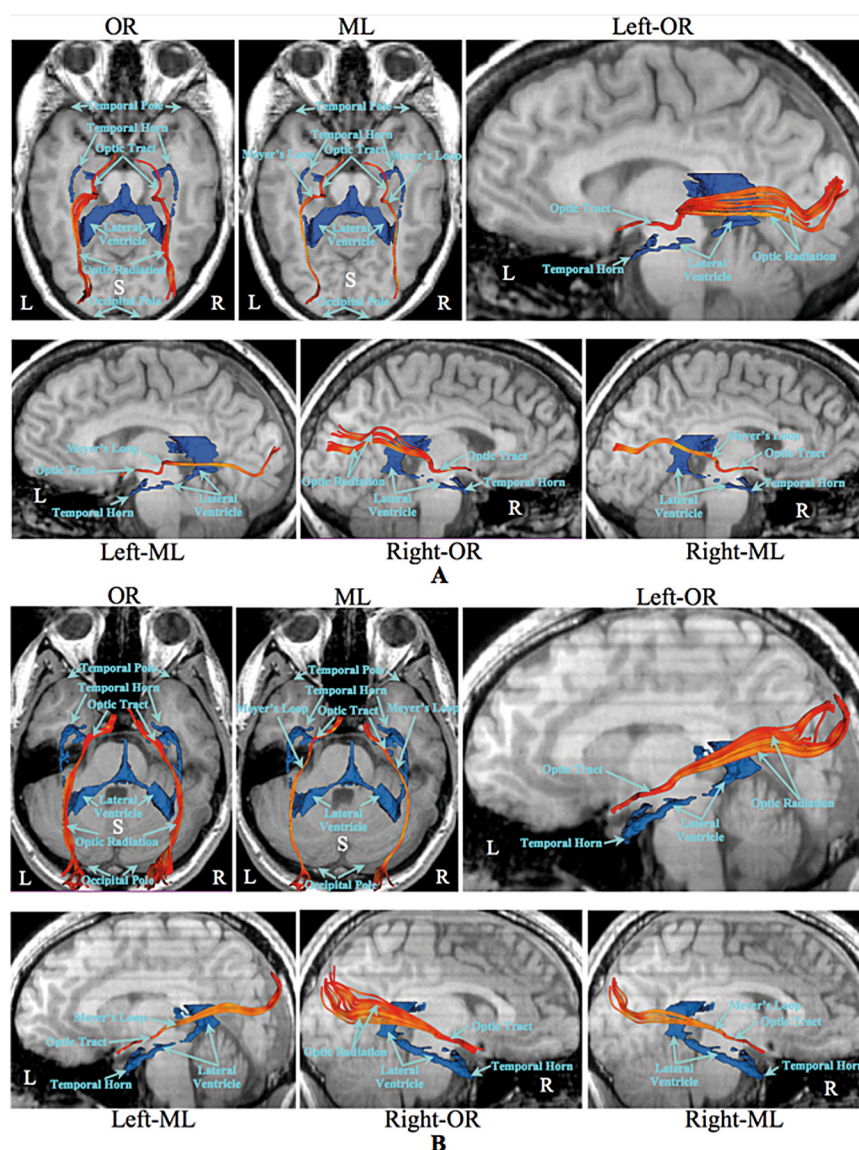 OR
ML
Left-OR
Temporal Pole
Temporal Horn
Optic Tract
Lateral
Ventricle
Optic Radiation
S
L
R
Occipital Pole
Temporal Pole
Temporal Horn
Optic Tract
Meyer's Loop
Meyer's Loop
Lateral
Ventricle
S
L
R
Occipital Pole
Optic Tract
Optic Radiation
Lateral
Ventricle
Temporal Horn
L
Meyer's Loop
Optic Tract
L
Temporal Horn
Lateral
Ventricle
Optic Tract
Optic Radiation
Temporal Horn
Lateral
Ventricle
R
Meyer's Loop
Optic Tract
Temporal Horn
Lateral
Ventricle
R
Left-ML
Right-OR
Right-ML
A
OR
ML
Left-OR
Temporal Pole
Temporal Horn
Optic Tract
Lateral
Ventricle
S
Optic Radiation
L
R
Occipital Pole
Temporal Pole
Temporal Horn
Optic Tract
Meyer's Loop
Meyer's Loop
Lateral
Ventricle
S
L
R
Occipital Pole
Optic Tract
Optic Radiation
Lateral
Ventricle
L
Temporal Horn
Meyer's Loop
Optic Tract
L
Temporal Horn
Lateral
Ventricle
Optic Tract
Optic Radiation
Temporal Horn
Lateral
Ventricle
R
Meyer's Loop
Optic Tract
Temporal Horn
Lateral
Ventricle
R
Left-ML
Right-OR
Right-ML
B